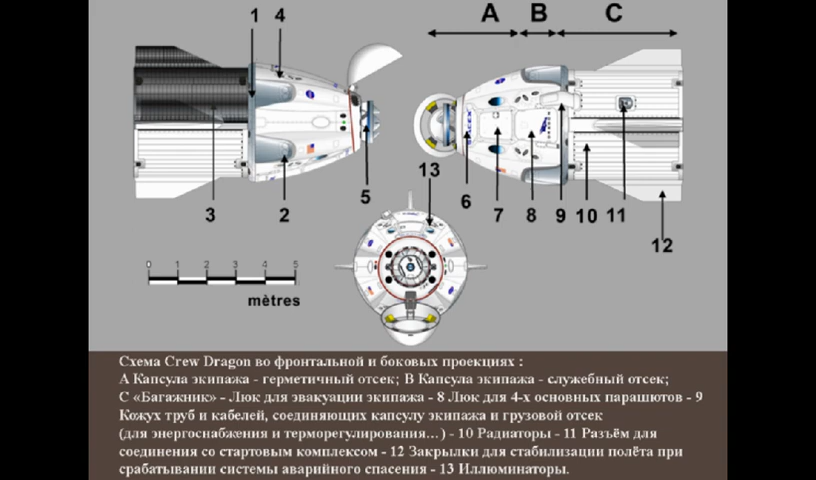 A B C
1 4
13
3 2 5 6 7 8 9 10 11
12
0 1 2 3 4 5
mètres
Схема Crew Dragon во фронтальной и боковых проекциях :
A Капсула экипажа - герметичный отсек; B Капсула экипажа - служебный отсек;
C «Багажник» - Люк для эвакуации экипажа - 8 Люк для 4-х основных парашютов - 9
Кожух труб и кабелей, соединяющих капсулу экипажа и грузовой отсек
(для энергоснабжения и терморегулирования...) - 10 Радиаторы - 11 Разъём для
соединения со стартовым комплексом - 12 Закрылки для стабилизации полёта при
срабатывании системы аварийного спасения - 13 Иллюминаторы.